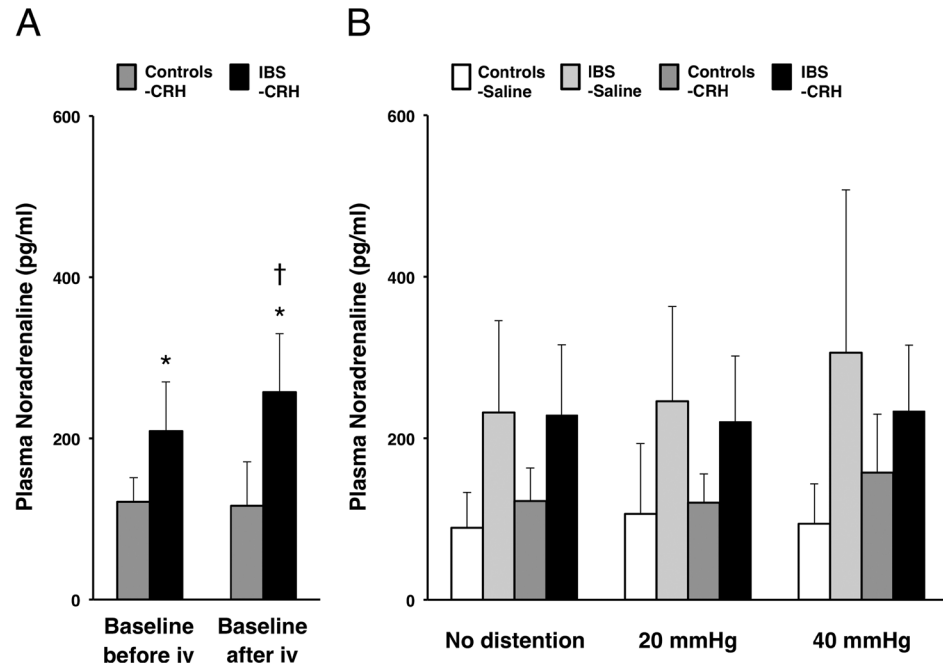 A
Controls
-CRH
IBS
-CRH
Plasma Noradrenaline (pg/ml)
600
400
200
0
*
†
*
Baseline
before iv
Baseline
after iv
B
Controls
-Saline
IBS
-Saline
Controls
-CRH
IBS
-CRH
Plasma Noradrenaline (pg/ml)
600
400
200
0
No distention
20 mmHg
40 mmHg